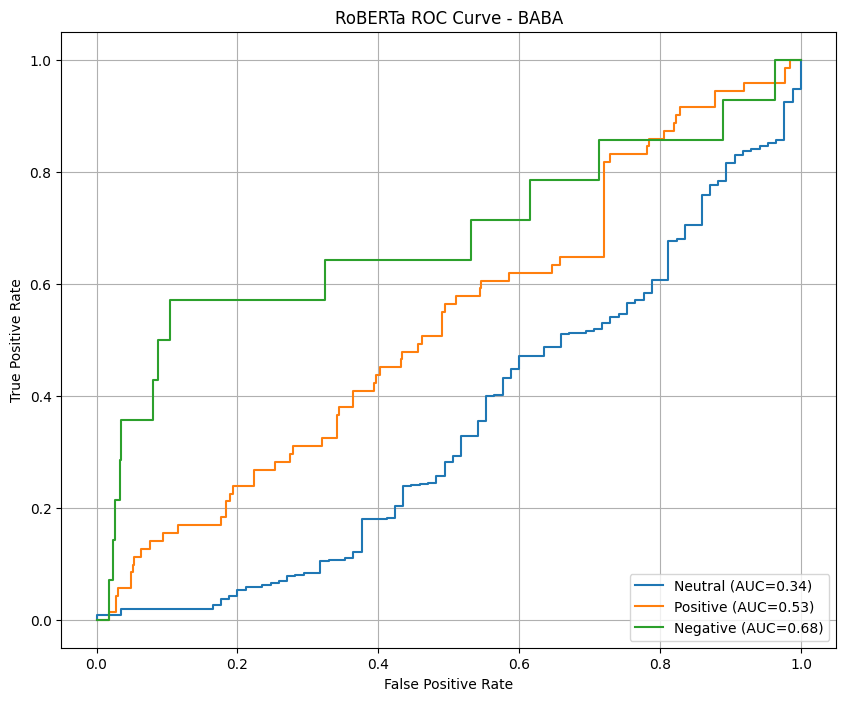 RoBERTa ROC Curve - BABA
True Positive Rate
1.0
0.8
0.6
0.4
0.2
0.0
0.0 0.2 0.4 0.6 0.8 1.0
False Positive Rate
Neutral (AUC=0.34)
Positive (AUC=0.53)
Negative (AUC=0.68)